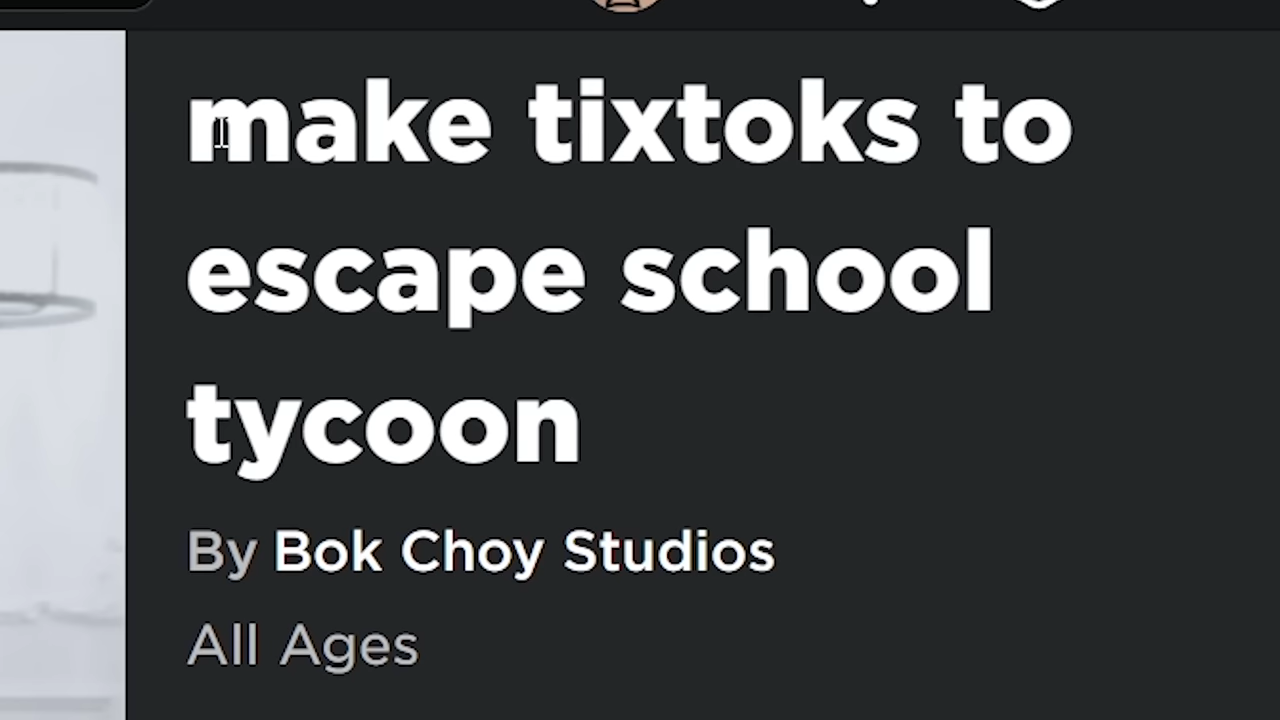 make tixtoks to
escape school
tycoon
By Bok Choy Studios
All Ages